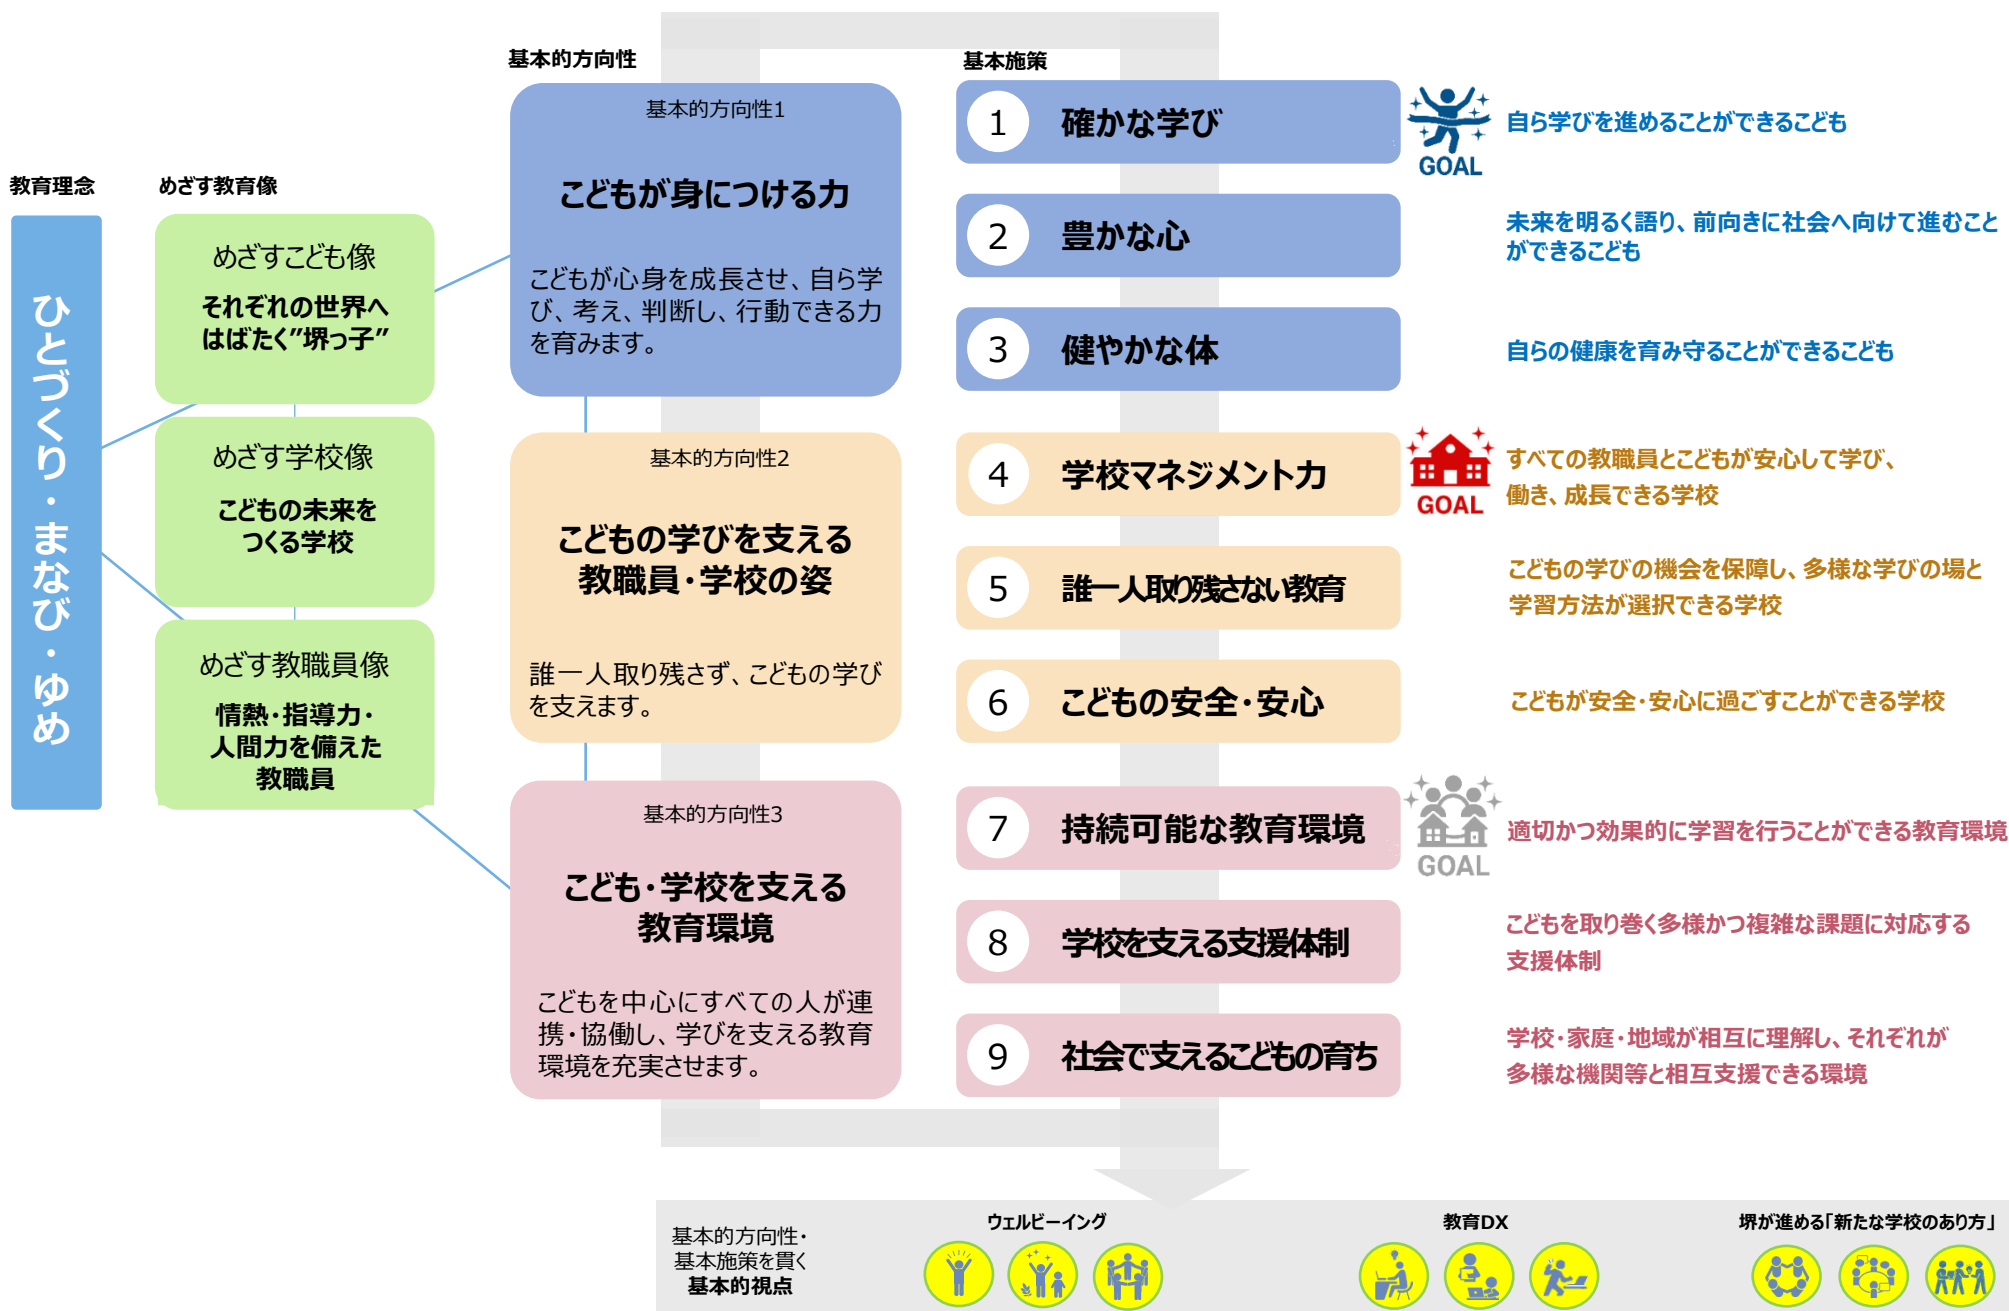 教育理念
ひとづくり・まなび・ゆめ
めざす教育像
めざすこども像
それぞれの世界へ
はばたく”堺っ子”
めざす学校像
こどもの未来を
つくる学校
めざす教職員像
情熱・指導力・
人間力を備えた
教職員
基本的方向性
基本的方向性1
こどもが身につける力
こどもが心身を成長させ、自ら学
び、考え、判断し、行動できる力
を育みます。
基本的方向性2
こどもの学びを支える
教職員・学校の姿
誰一人取り残さず、こどもの学び
を支えます。
基本的方向性3
こども・学校を支える
教育環境
こどもを中心にすべての人が連
携・協働し、学びを支える教育
環境を充実させます。
基本施策
1 確かな学び
GOAL
自ら学びを進めることができるこども
2 豊かな心
未来を明るく語り、前向きに社会へ向けて進むこと
ができるこども
3 健やかな体
自らの健康を育み守ることができるこども
4 学校マネジメント力
GOAL
すべての教職員とこどもが安心して学び、
働き、成長できる学校
5 誰一人取り残さない教育
こどもの学びの機会を保障し、多様な学びの場と
学習方法が選択できる学校
6 こどもの安全・安心
こどもが安全・安心に過ごすことができる学校
7 持続可能な教育環境
GOAL
適切かつ効果的に学習を行うことができる教育環境
8 学校を支える支援体制
こどもを取り巻く多様かつ複雑な課題に対応する
支援体制
9 社会で支えるこどもの育ち
学校・家庭・地域が相互に理解し、それぞれが
多様な機関等と相互支援できる環境
基本的方向性・
基本施策を貫く
基本的視点
ウェルビーイング
教育DX
堺が進める「新たな学校のあり方」